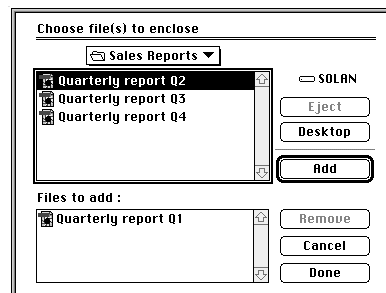 Choose file(s) to enclose
Sales Reports
Quarterly report Q2
Quarterly report Q3
Quarterly report Q4
SOLAN
Eject
Desktop
Add
Files to add :
Quarterly report Q1
Remove
Cancel
Done